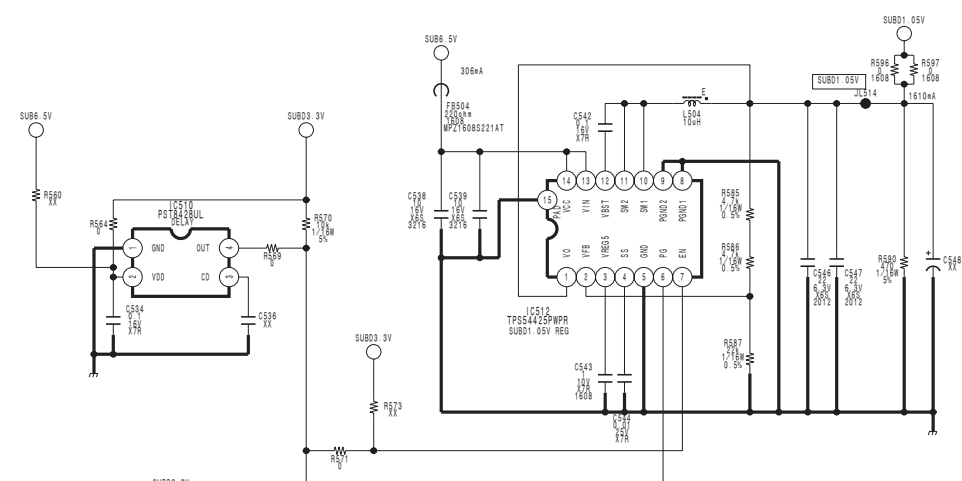 SUBD1.05V
SUB6.5V
306mA
FB504
220ohm
1608
MPZ1608S221AT
R596
0
1608
R597
0
1608
SUBD1.05V
JL514
1610mA
E
L504
10uH
C542
0.1
16V
X7R
SUB6.5V
SUBD3.3V
R560
XX
R564
0
IC510
PST8428UL
DELAY
1
GND
OUT
4
2
VDD
CD
3
R570
10k
1/16W
5%
R569
0
C534
0.1
16V
X7R
C536
XX
C538
10
16V
X6S
3216
C539
10
16V
X6S
3216
14
13
12
11
10
9
8
15
PAD
VCC
VIN
VBST
SW2
SW1
PGND2
PGND1
VO
VFB
VREG5
SS
GND
PG
EN
1
2
3
4
5
6
7
IC512
TPS54425PWPR
SUBD1.05V REG
R585
4.7k
1/16W
0.5%
R586
4.7k
1/16W
0.5%
R587
22k
1/16W
0.5%
C546
22
6.3V
X6S
2012
C547
22
6.3V
X6S
2012
R590
470
1/16W
5%
+
C548
XX
SUBD3.3V
R573
XX
R571
0
C543
1
10V
X7R
1608
C544
0.01
25V
X7R